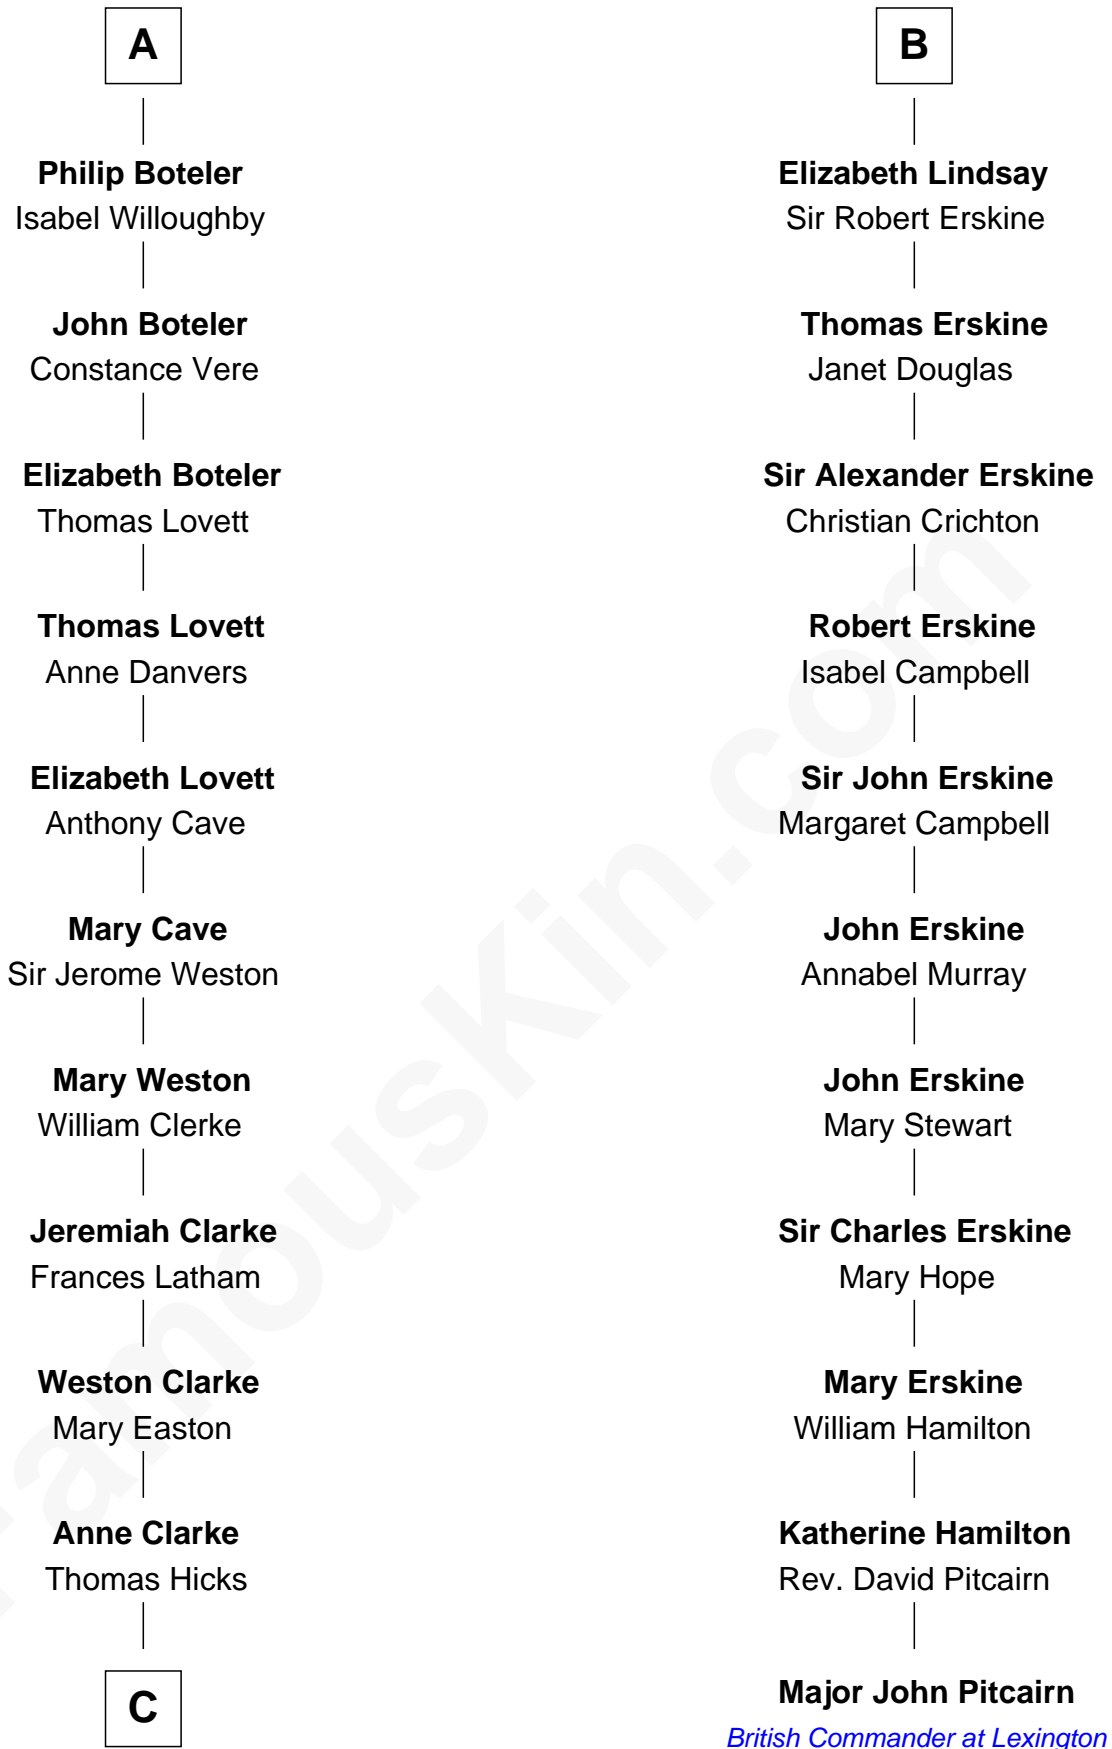 A
Philip Boteler
Isabel Willoughby
John Boteler
Constance Vere
Elizabeth Boteler
Thomas Lovett
Thomas Lovett
Anne Danvers
Elizabeth Lovett
Anthony Cave
Mary Cave
Sir Jerome Weston
Mary Weston
William Clerke
Jeremiah Clarke
Frances Latham
Weston Clarke
Mary Easton
Anne Clarke
Thomas Hicks
C
B
Elizabeth Lindsay
Sir Robert Erskine
Thomas Erskine
Janet Douglas
Sir Alexander Erskine
Christian Crichton
Robert Erskine
Isabel Campbell
Sir John Erskine
Margaret Campbell
John Erskine
Annabel Murray
John Erskine
Mary Stewart
Sir Charles Erskine
Mary Hope
Mary Erskine
William Hamilton
Katherine Hamilton
Rev. David Pitcairn
Major John Pitcairn
British Commander at Lexington
FamousKin.com